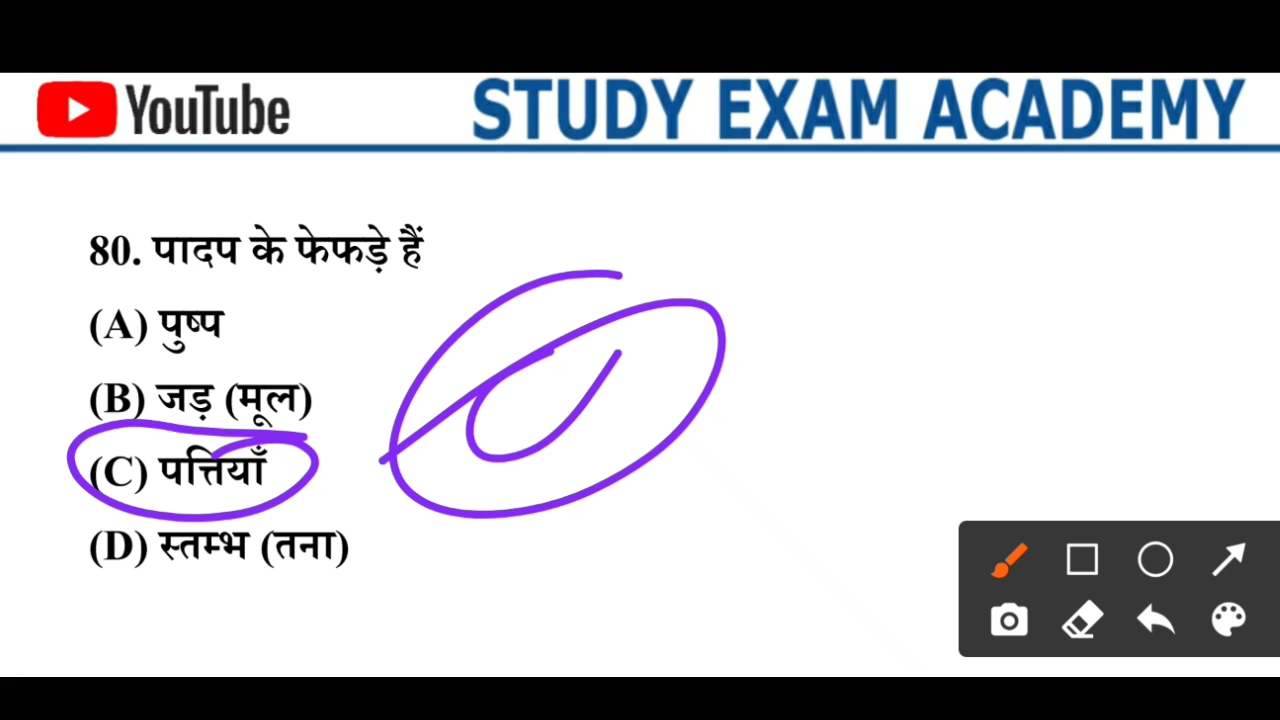 YouTube STUDY EXAM ACADEMY
80. पादप के फेफड़े हैं
(A) पुष्प
(B) जड़ (मूल)
(C) पत्तियाँ
(D) स्तम्भ (तना)